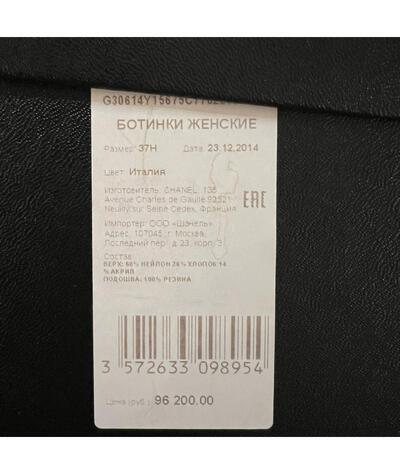 БОТИНКИ ЖЕНСКИЕ
Размер: 37H Дата: 23.12.2014
Цвет: Италия
Изготовитель: CHANEL, 135
Avenue Charles de Gaulle 92521
Neuilly sur Seine Cedex, Франция
EAC
Импортер: ООО «Шанель»
Адрес: 107045, г. Москва,
Последний пер. д.23, корп. 3
Состав:
ВЕРХ: 60% НЕЙЛОН 26% ХЛОПОК 14
% АКРИЛ
ПОДОШВА: 100% РЕЗИНА
3 572633 098954
Цена (руб.): 96 200.00